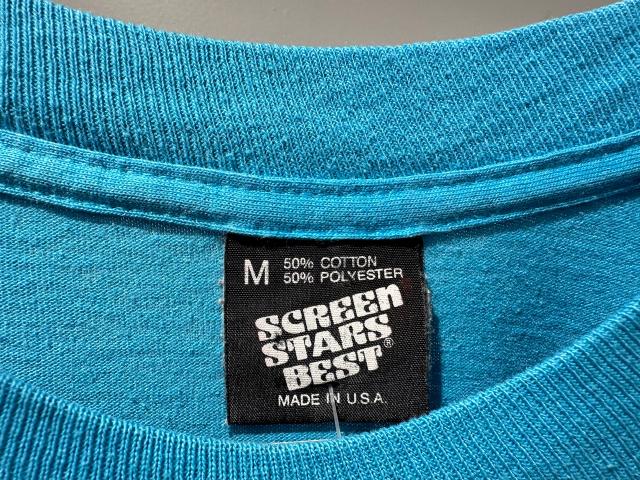 M 50% COTTON
50% POLYESTER
SCREEN
STARS
BEST®
MADE IN U.S.A.